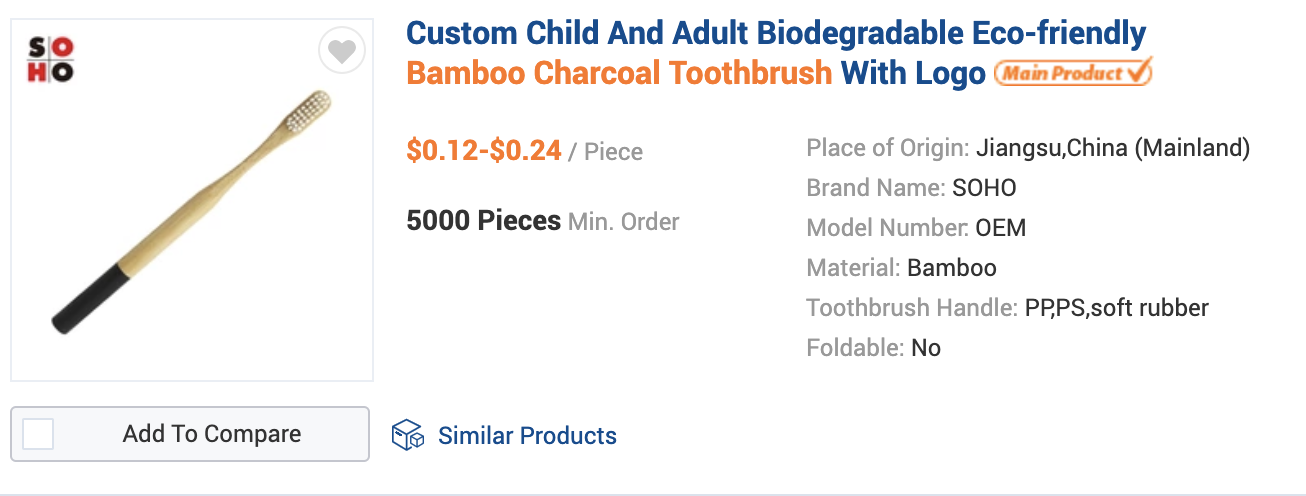 SO
HO
Custom Child And Adult Biodegradable Eco-friendly
Bamboo Charcoal Toothbrush With Logo Main Product
$0.12-$0.24 / Piece
5000 Pieces Min. Order
Place of Origin: Jiangsu,China (Mainland)
Brand Name: SOHO
Model Number: OEM
Material: Bamboo
Toothbrush Handle: PP,PS,soft rubber
Foldable: No
Add To Compare
Similar Products